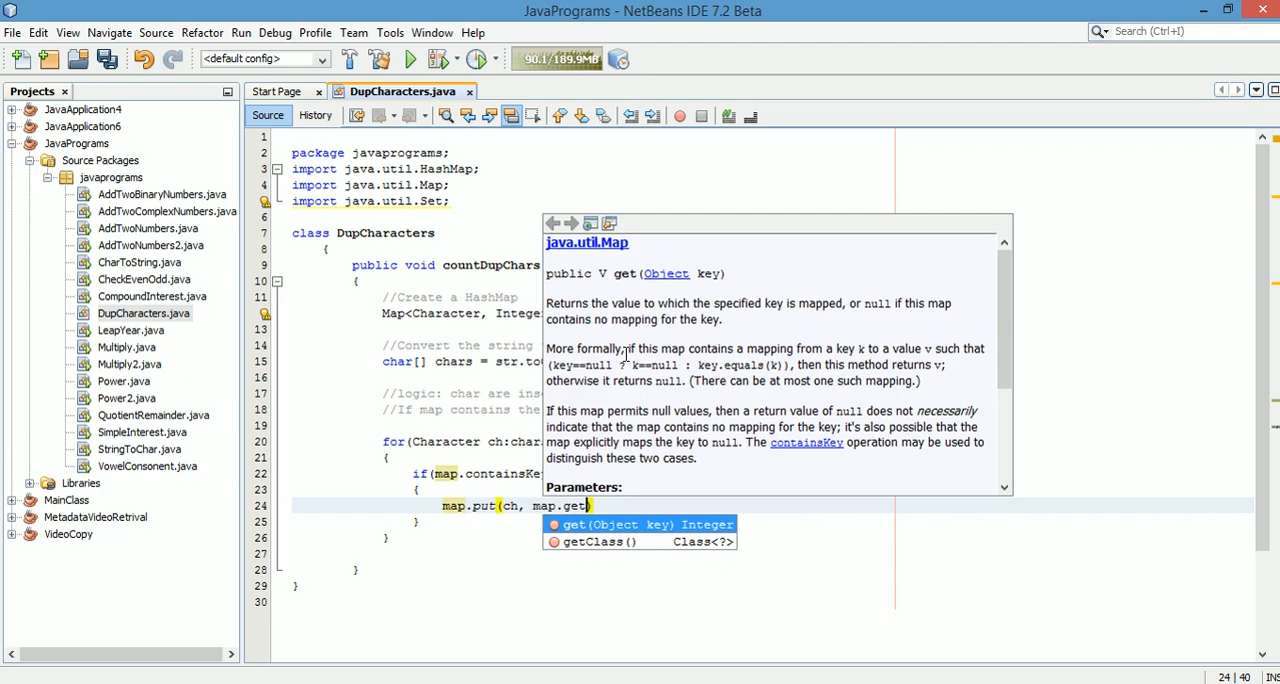 JavaPrograms - NetBeans IDE 7.2 Beta
File Edit View Navigate Source Refactor Run Debug Profile Team Tools Window Help
Search (Ctrl+I)
<default config>
90.1/189.9MB
Projects
JavaApplication4
JavaApplication6
JavaPrograms
Source Packages
javaprograms
AddTwoBinaryNumbers.java
AddTwoComplexNumbers.java
AddTwoNumbers.java
AddTwoNumbers2.java
CharToString.java
CheckEvenOdd.java
CompoundInterest.java
DupCharacters.java
LeapYear.java
Multiply.java
Multiply2.java
Power.java
Power2.java
QuotientRemainder.java
SimpleInterest.java
StringToChar.java
VowelConsonent.java
Libraries
MainClass
MetadataVideoRetrival
VideoCopy
Start Page
DupCharacters.java
Source History
1
2 package javaprograms;
3 import java.util.HashMap;
4 import java.util.Map;
import java.util.Set;
6
7 class DupCharacters
8 {
9 public void countDupChars
10 {
11 //Create a HashMap
Map<Character, Intege
13
14 //Convert the string
15 char[] chars = str.to
16
17 //logic: char are ins
18 //If map contains the
19
20 for(Character ch:char
21 {
22 if(map.containsKe
23 {
24 map.put(ch, map.get)
25 }
26 }
27
28 }
29 }
30
java.util.Map
public V get(Object key)
Returns the value to which the specified key is mapped, or null if this map
contains no mapping for the key.
More formally, if this map contains a mapping from a key k to a value v such that
(key==null ? k==null : key.equals(k)), then this method returns v;
otherwise it returns null. (There can be at most one such mapping.)
If this map permits null values, then a return value of null does not necessarily
indicate that the map contains no mapping for the key; it's also possible that the
map explicitly maps the key to null. The containsKey operation may be used to
distinguish these two cases.
Parameters:
get(Object key) Integer
getClass() Class<?>
24 | 40 INS